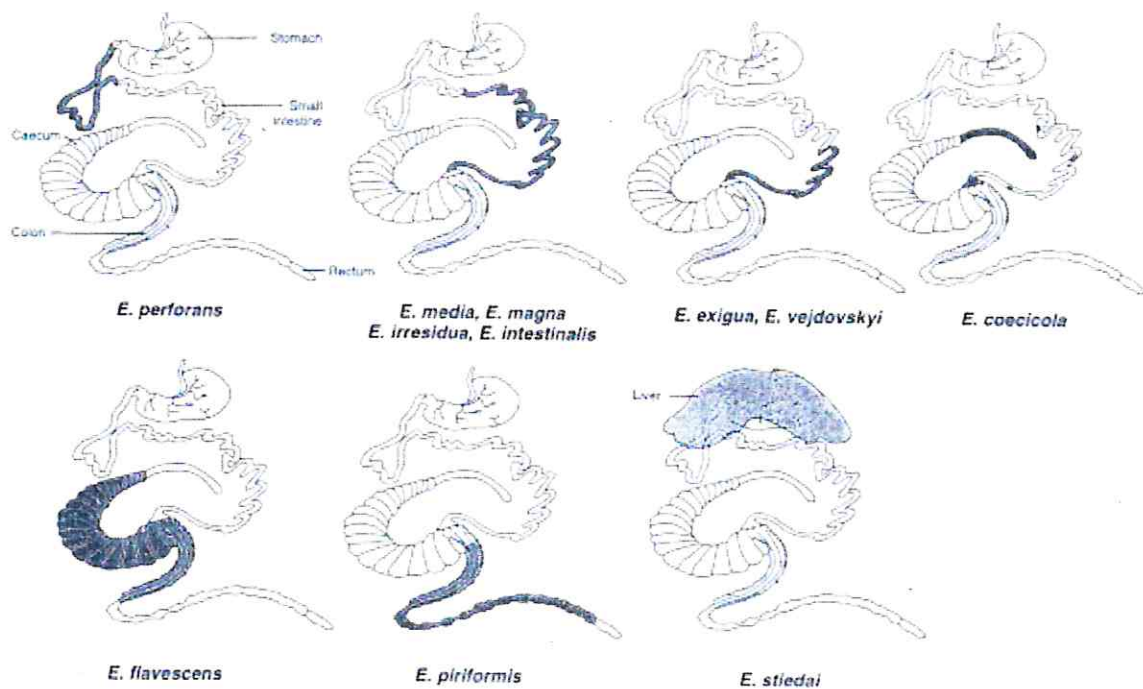 Stomach
Small
intestine
Caecum
Colon
Rectum
E. perforans
E. media, E. magna
E. irresidua, E. intestinalis
E. exigua, E. vejdovskyi
E. coecicola
Liver
E. flavescens
E. piriformis
E. stiedai